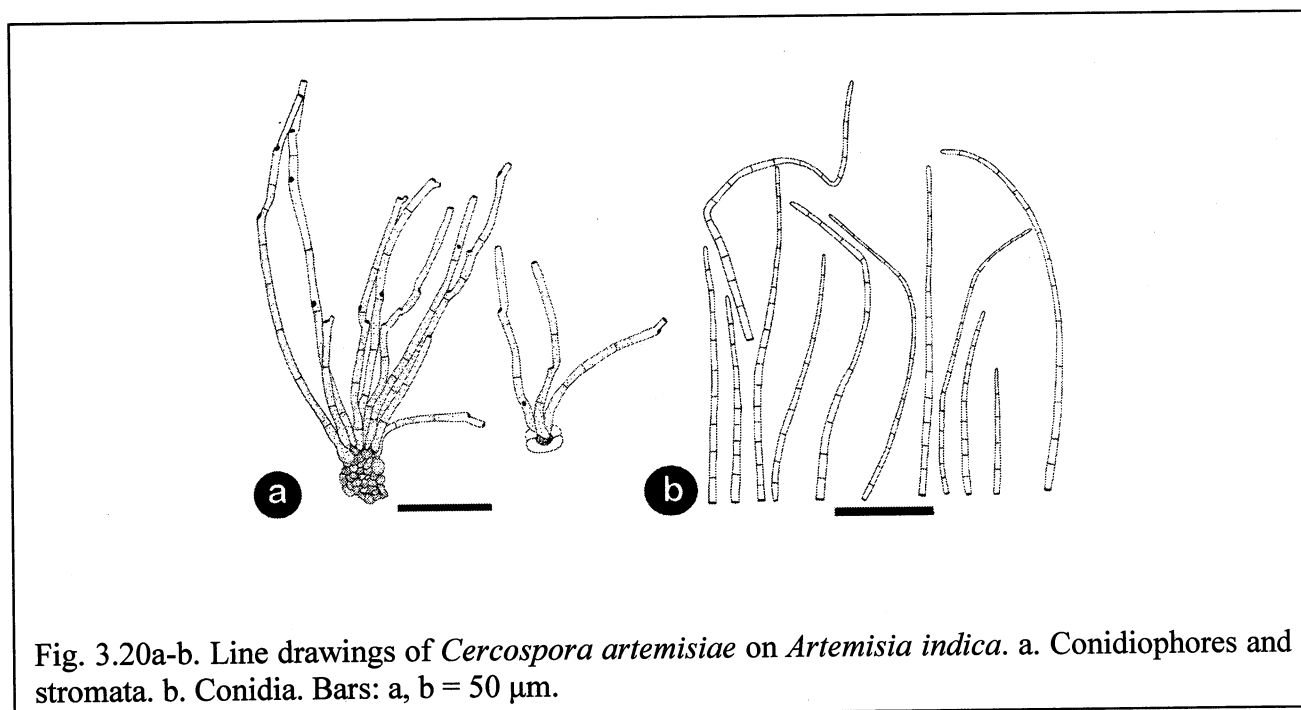 a
b
Fig. 3.20a-b. Line drawings of Cercospora artemisiae on Artemisia indica. a. Conidiophores and
stromata. b. Conidia. Bars: a, b = 50 μm.